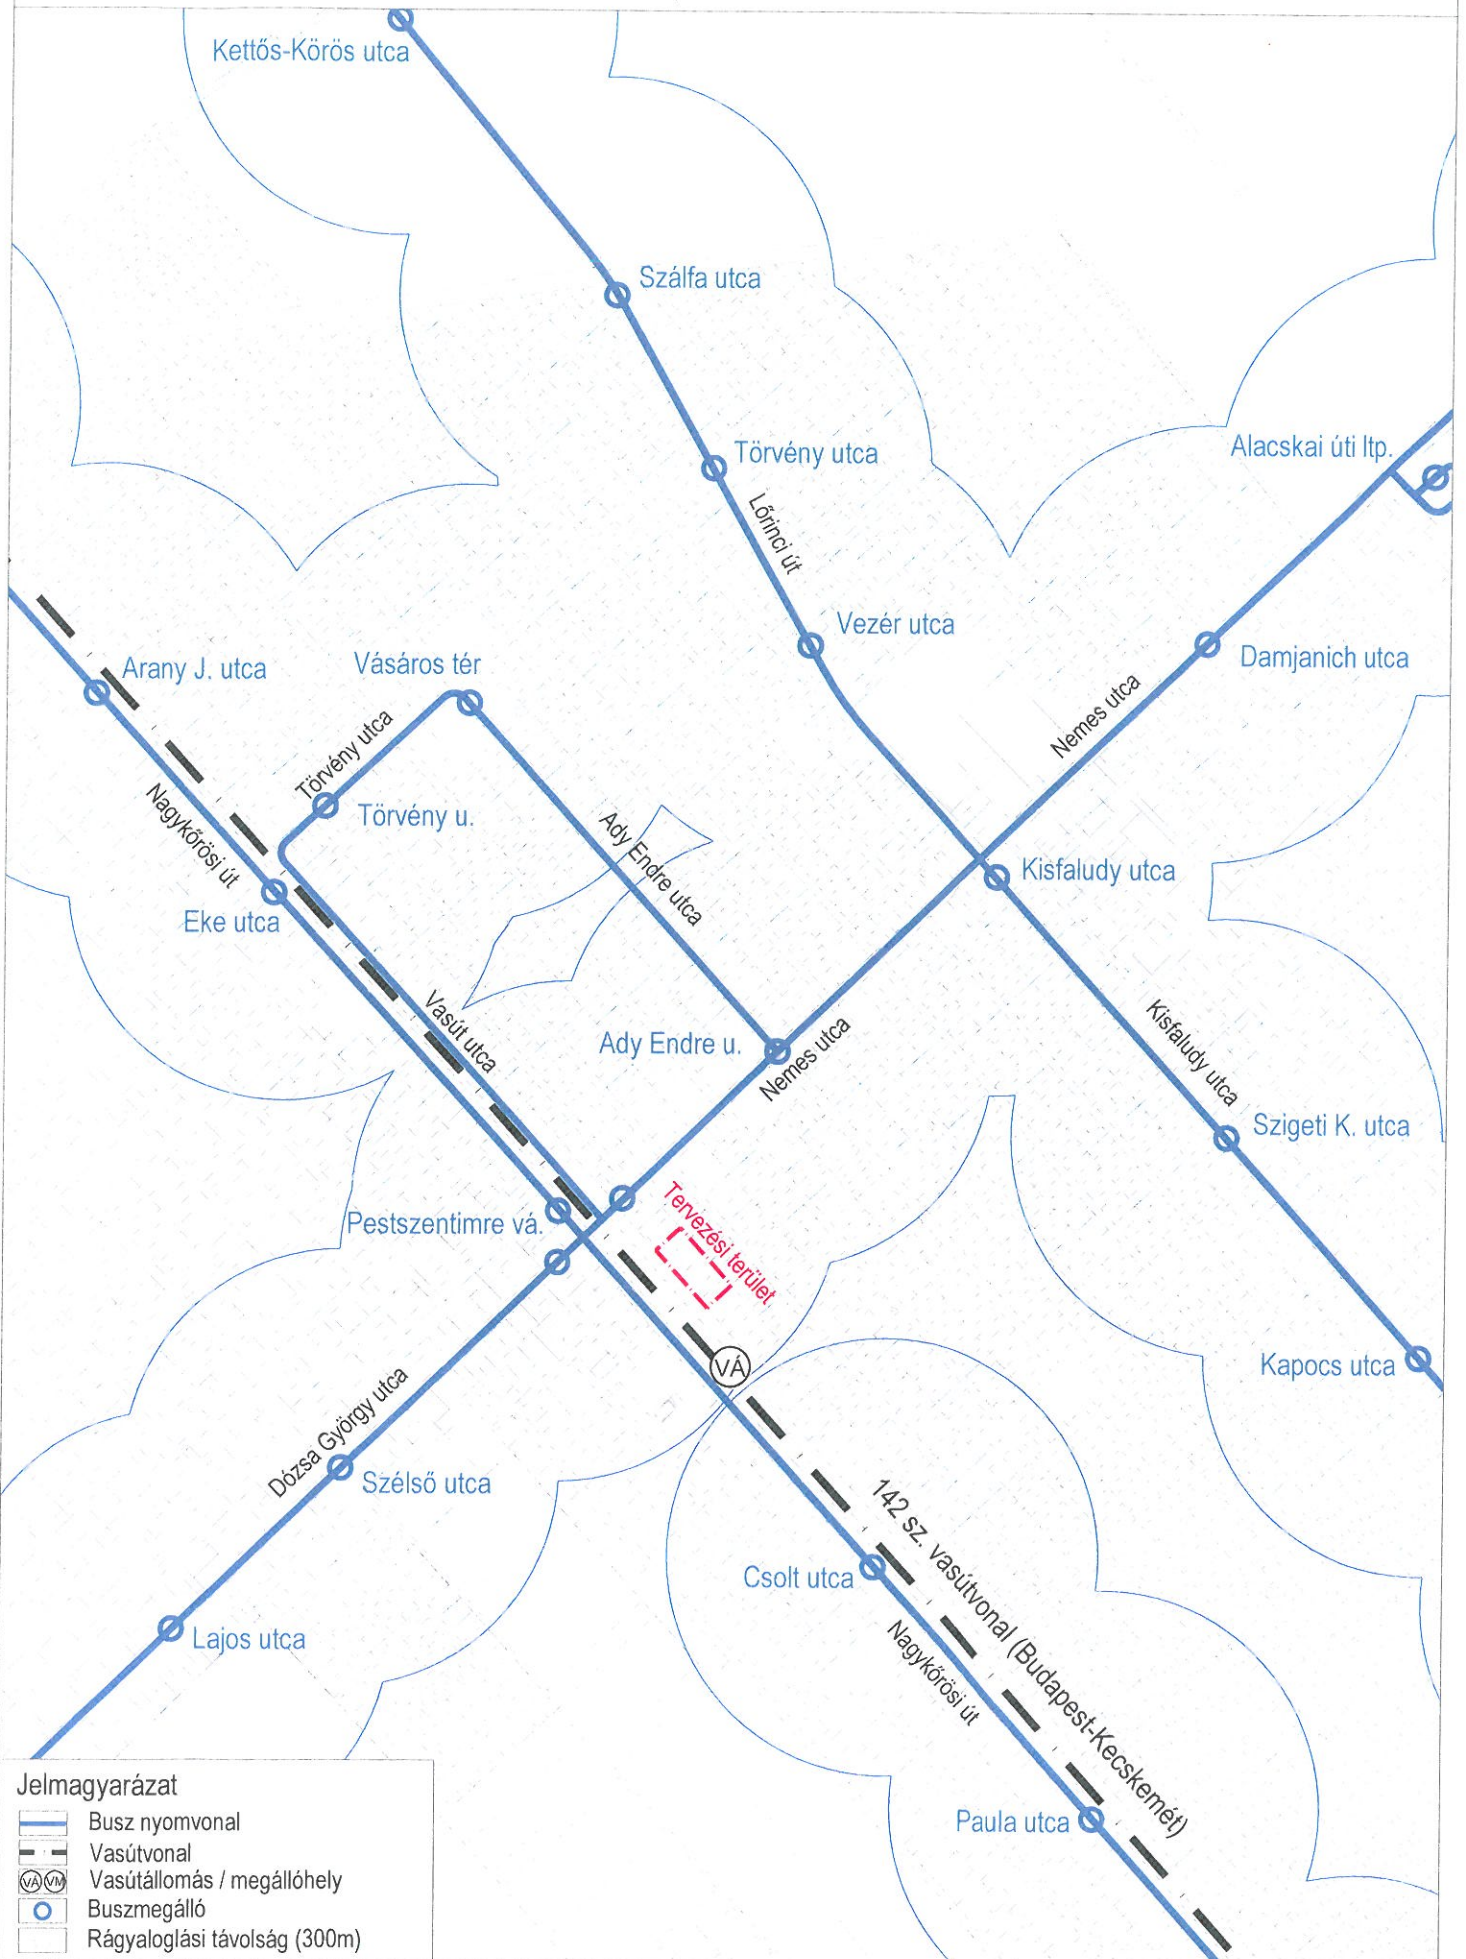 Kettős-Körös utca
Szálfa utca
Törvény utca
Alacskai úti ltp.
Lőrinci út
Vezér utca
Damjanich utca
Arany J. utca
Vásáros tér
Nemes utca
Törvény utca
Törvény u.
Nagykőrösi út
Ady Endre utca
Kisfaludy utca
Eke utca
Vasút utca
Ady Endre u.
Nemes utca
Kisfaludy utca
Szigeti K. utca
Pestszentimre vá.
Tervezési terület
VÁ
Kapocs utca
Dózsa György utca
Szélső utca
142 sz. vasútvonal (Budapest-Kecskemét)
Csolt utca
Lajos utca
Nagykőrösi út
Paula utca
Jelmagyarázat
Busz nyomvonal
Vasútvonal
VÁ VM Vasútállomás / megállóhely
Buszmegálló
Rágyaloglási távolság (300m)